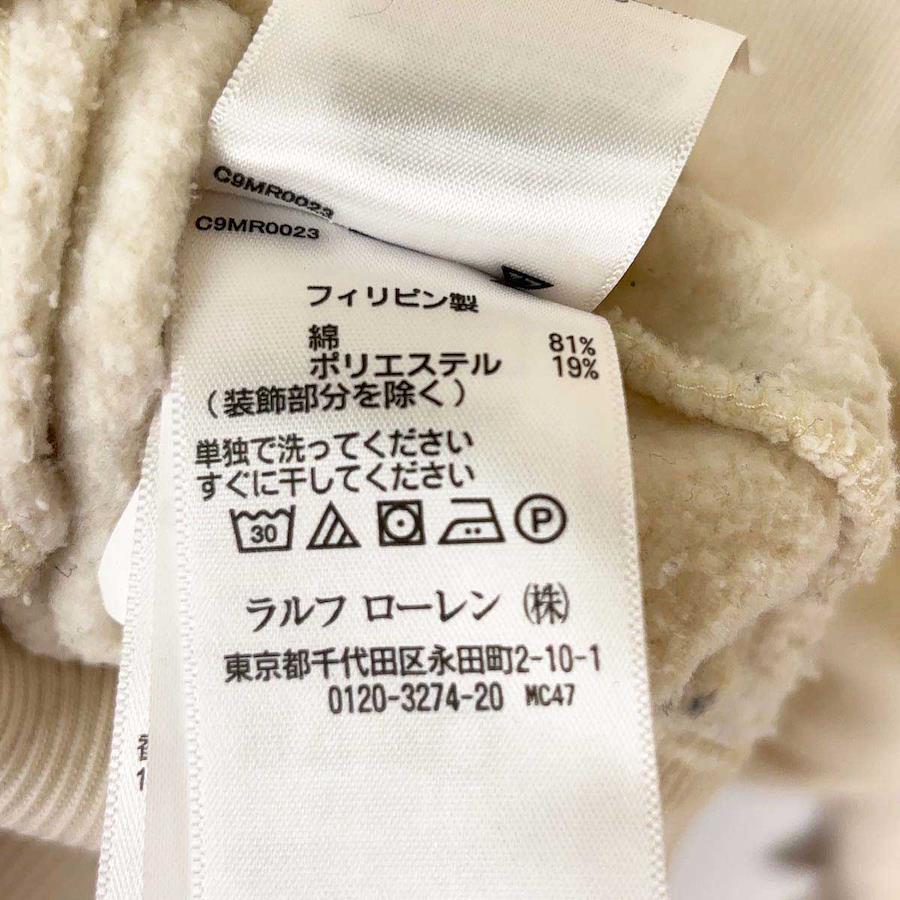 C9MR0023
C9MR0023
フィリピン製
綿 81%
ポリエステル 19%
(装飾部分を除く)
単独で洗ってください
すぐに干してください
30 P
ラルフ ローレン (株)
東京都千代田区永田町2-10-1
0120-3274-20 MC47